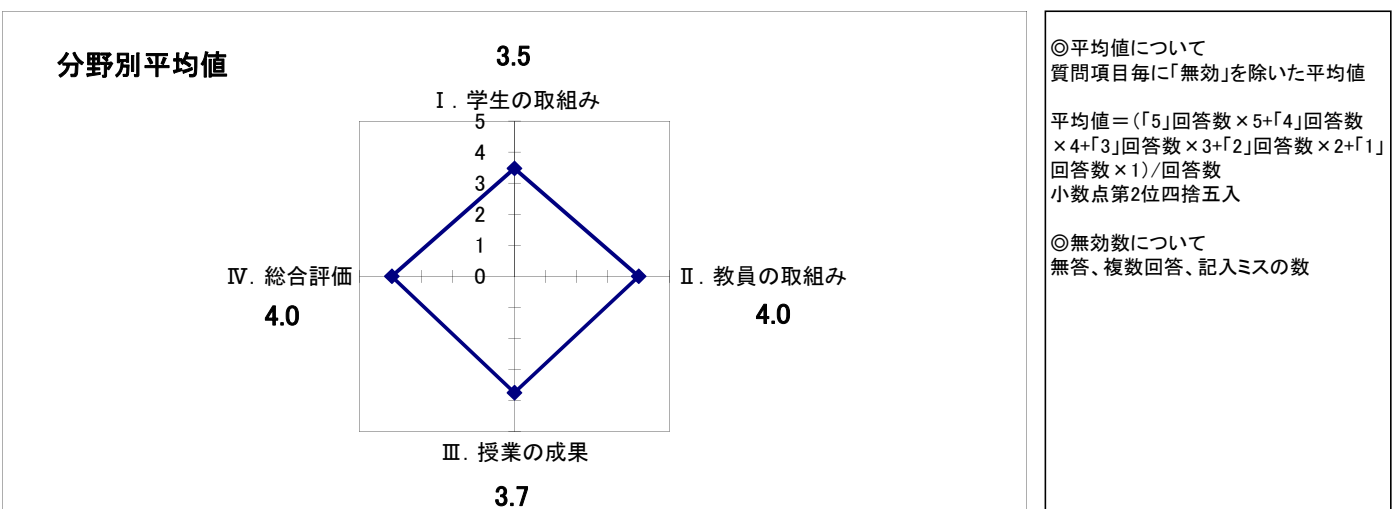 分野別平均値
3.5
Ⅰ. 学生の取組み
5
4
3
2
1
0
Ⅳ. 総合評価
4.0
Ⅱ. 教員の取組み
4.0
Ⅲ. 授業の成果
3.7
◎平均値について
質問項目毎に「無効」を除いた平均値
平均値＝(「5」回答数×5+「4」回答数
×4+「3」回答数×3+「2」回答数×2+「1」
回答数×1)/回答数
小数点第2位四捨五入
◎無効数について
無答、複数回答、記入ミスの数